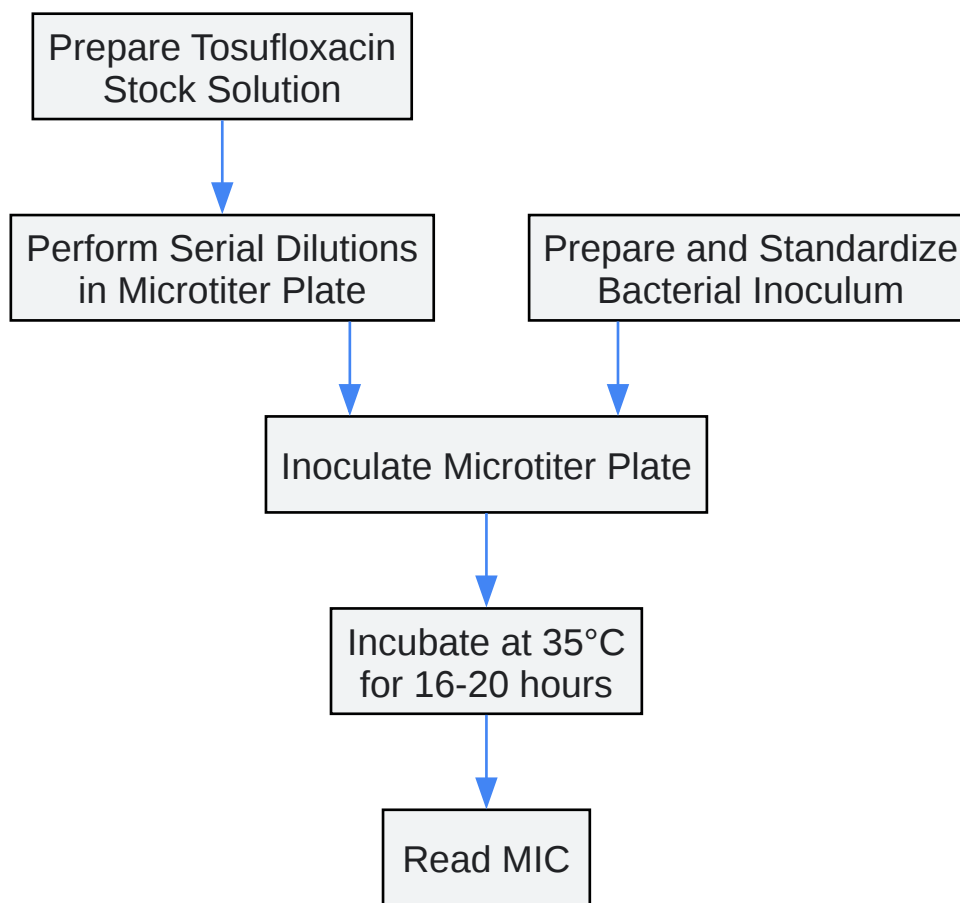 Prepare Tosufloxacin
Stock Solution
Perform Serial Dilutions
in Microtiter Plate
Prepare and Standardize
Bacterial Inoculum
Inoculate Microtiter Plate
Incubate at 35°C
for 16-20 hours
Read MIC